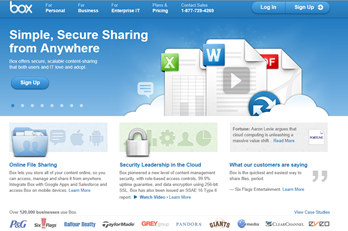 box
For Personal
For Business
For Enterprise IT
Plans & Pricing
Contact Sales: 1-877-729-4269
Log In
Sign Up
Simple, Secure Sharing
from Anywhere
Box offers secure, scalable content sharing
that both users and IT love and adopt
Sign Up
X
W
PDF
Fortune: Aaron Levie argues that
cloud computing is unleashing a
massive value shift... Read More
Online File Sharing
Box lets you store all of your content online, so you
can access, manage and share it from anywhere.
Integrate Box with Google Apps and Salesforce and
access Box on mobile devices. Learn More
Security Leadership in the Cloud
Box pioneered a new level of content management
security, with role-based access controls, 99.9%
uptime guarantee, and data encryption using 256-bit
SSL. Box has also been issued an SSAE 16 Type II
report. Watch Video - Learn More
What our customers are saying
Box is the quickest and easiest way to share files,
period.
— Six Flags Entertainment. Learn More
Over 120,000 businesses use Box
View Case Studies
P&G
Six Flags
Balfour Beatty
TaylorMade
GREY group
PANDORA
GIANTS
media
CLEARCHANNEL